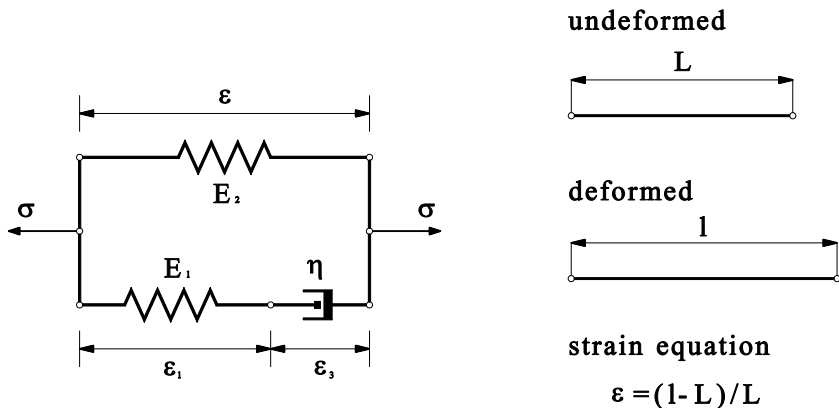 ε
E₂
σ
σ
E₁
η
ε₁
ε₃
undeformed
L
deformed
l
strain equation
ε = (l - L) / L